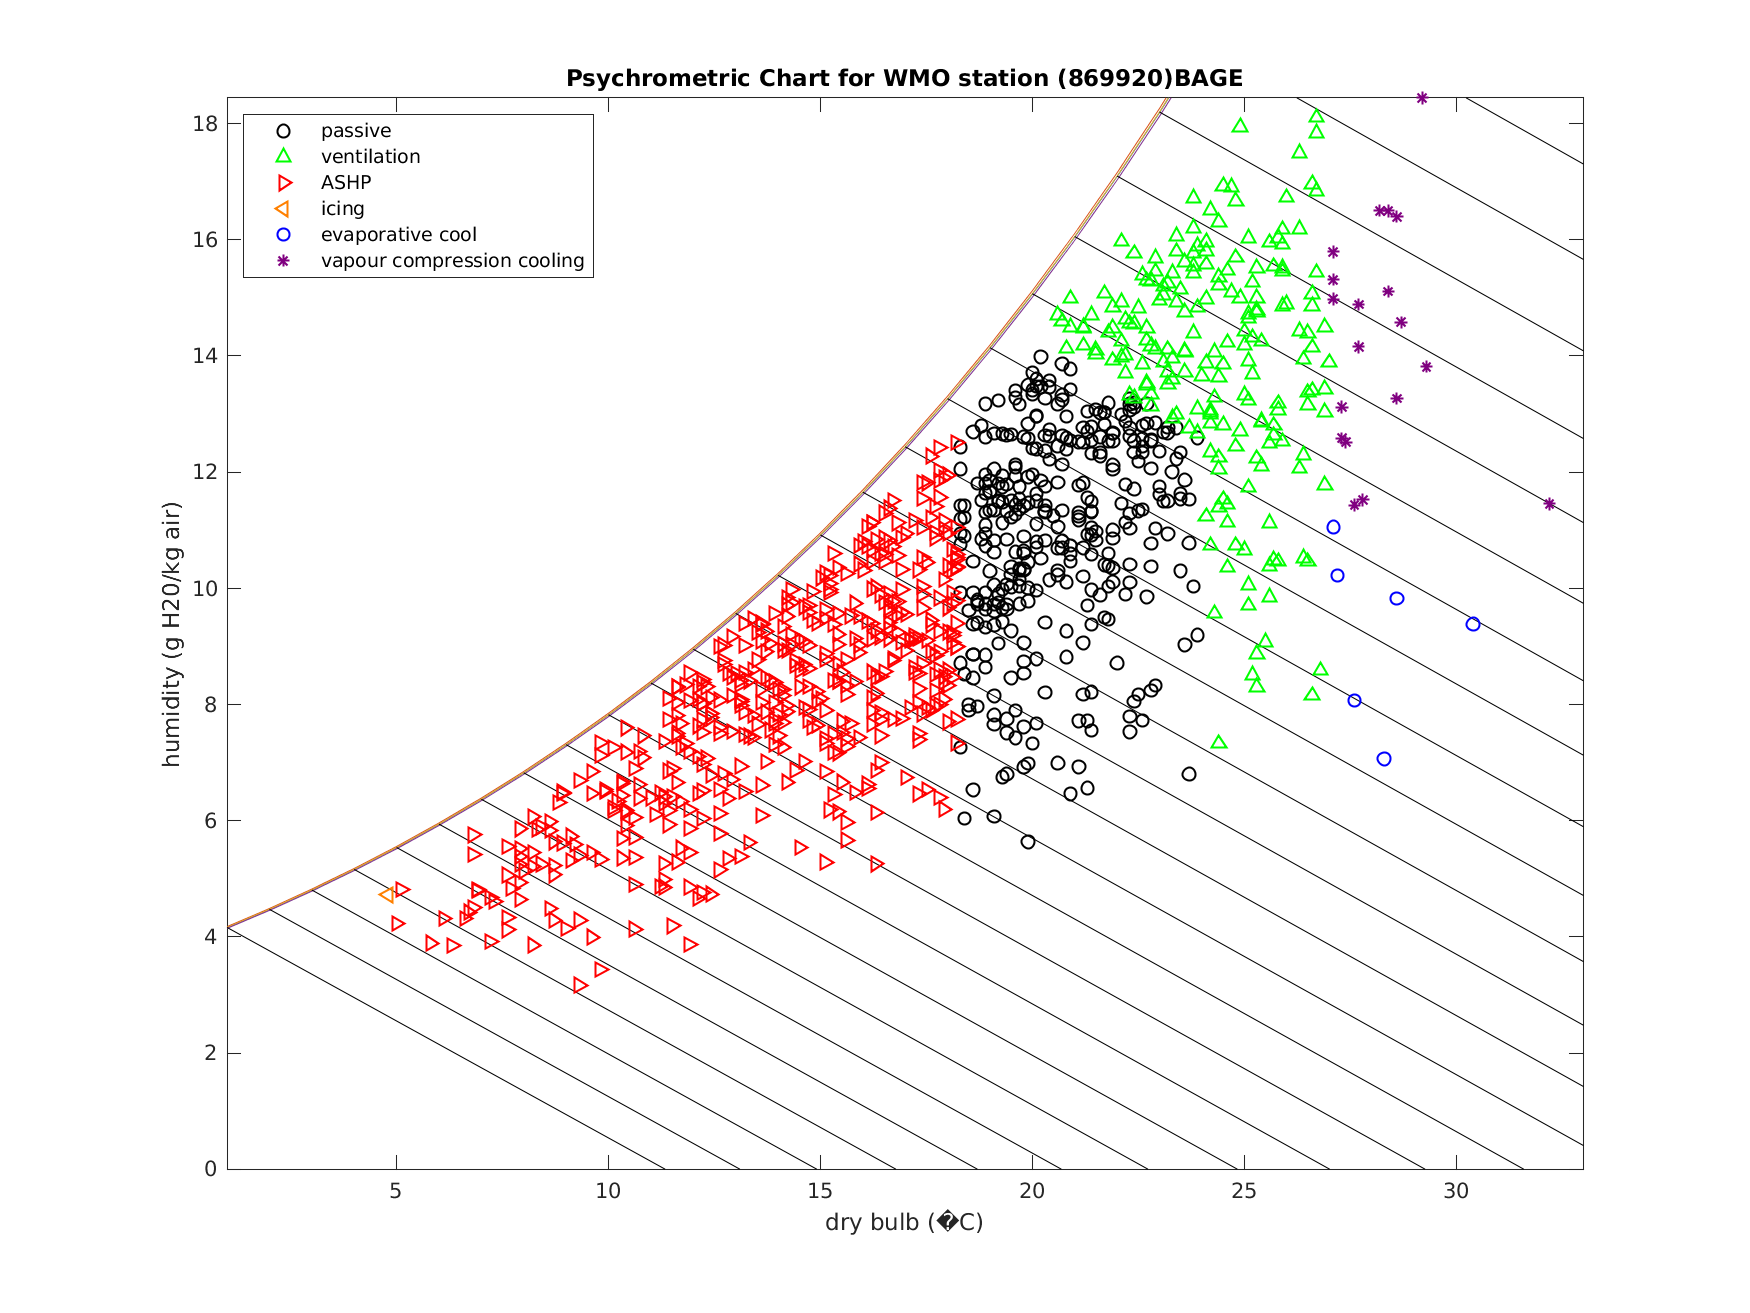 Psychrometric Chart for WMO station (869920)BAGE
passive
ventilation
ASHP
icing
evaporative cool
vapour compression cooling
humidity (g H20/kg air)
18
16
14
12
10
8
6
4
2
0
5
10
15
20
25
30
dry bulb (�C)